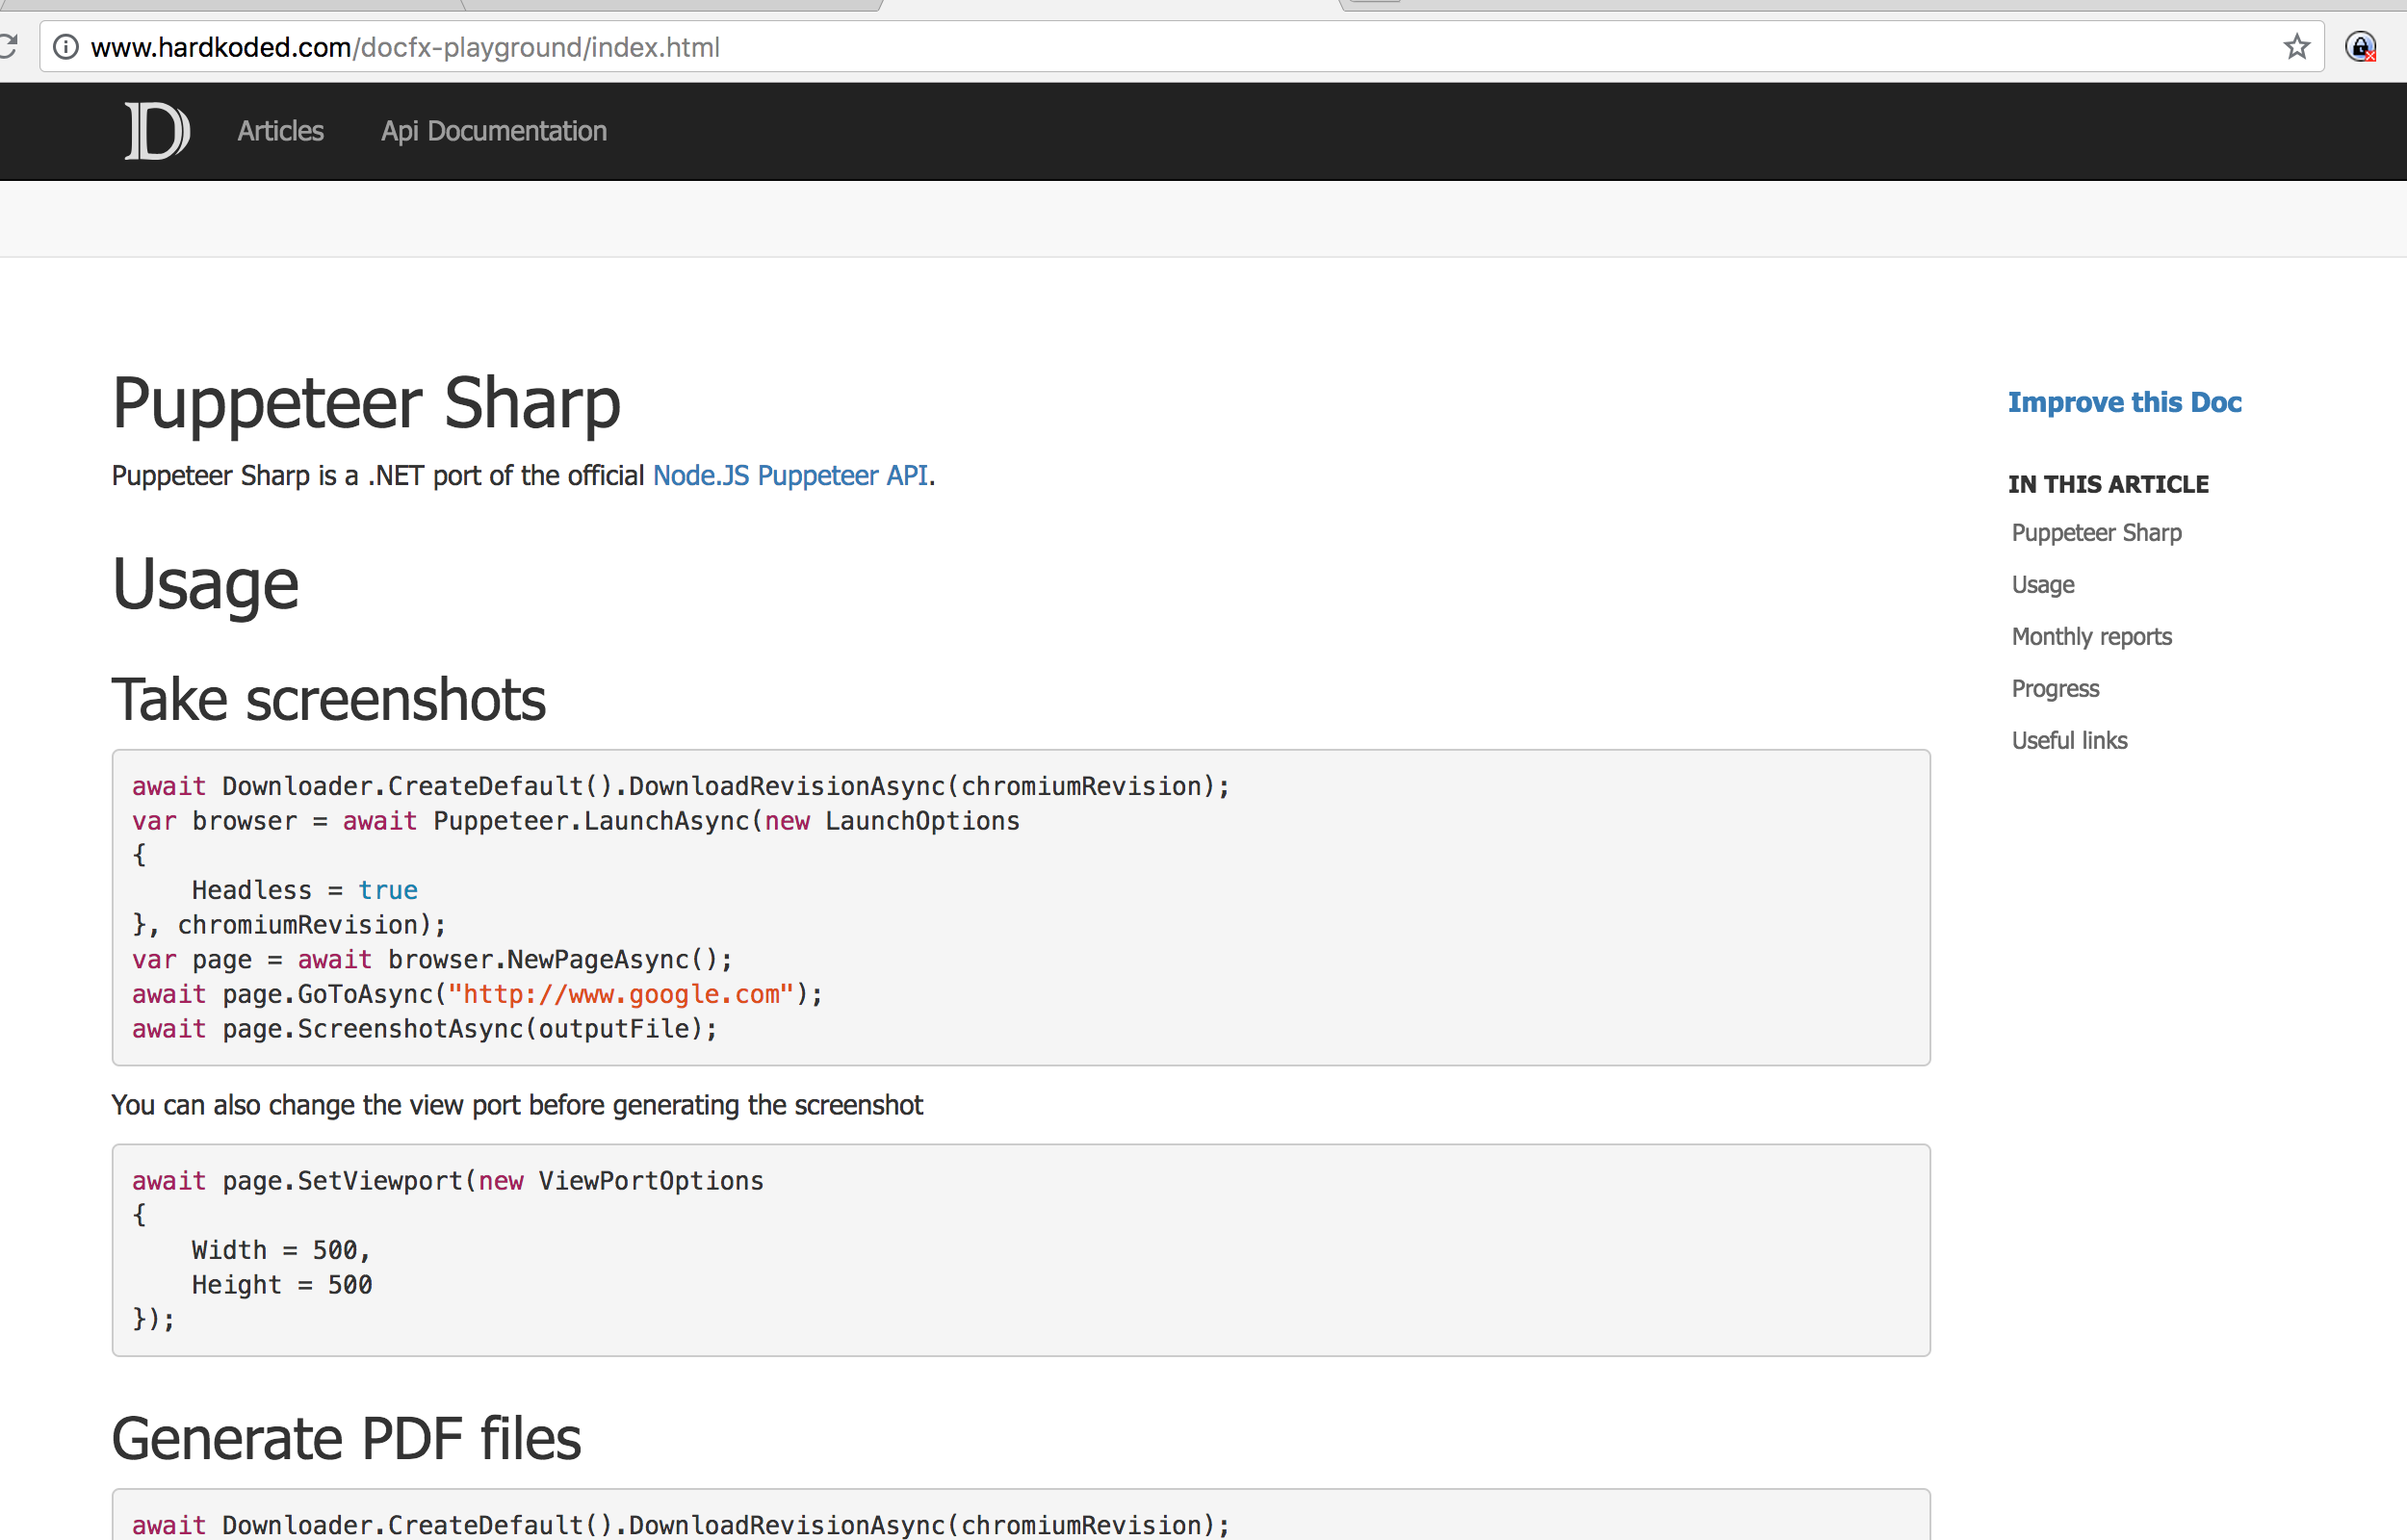 www.hardkoded.com/docfx-playground/index.html
D Articles Api Documentation
Puppeteer Sharp
Puppeteer Sharp is a .NET port of the official Node.JS Puppeteer API.
Usage
Take screenshots
await Downloader.CreateDefault().DownloadRevisionAsync(chromiumRevision);
var browser = await Puppeteer.LaunchAsync(new LaunchOptions
{
    Headless = true
}, chromiumRevision);
var page = await browser.NewPageAsync();
await page.GoToAsync("http://www.google.com");
await page.ScreenshotAsync(outputFile);
You can also change the view port before generating the screenshot
await page.SetViewport(new ViewPortOptions
{
    Width = 500,
    Height = 500
});
Generate PDF files
await Downloader.CreateDefault().DownloadRevisionAsync(chromiumRevision);
Improve this Doc
IN THIS ARTICLE
Puppeteer Sharp
Usage
Monthly reports
Progress
Useful links